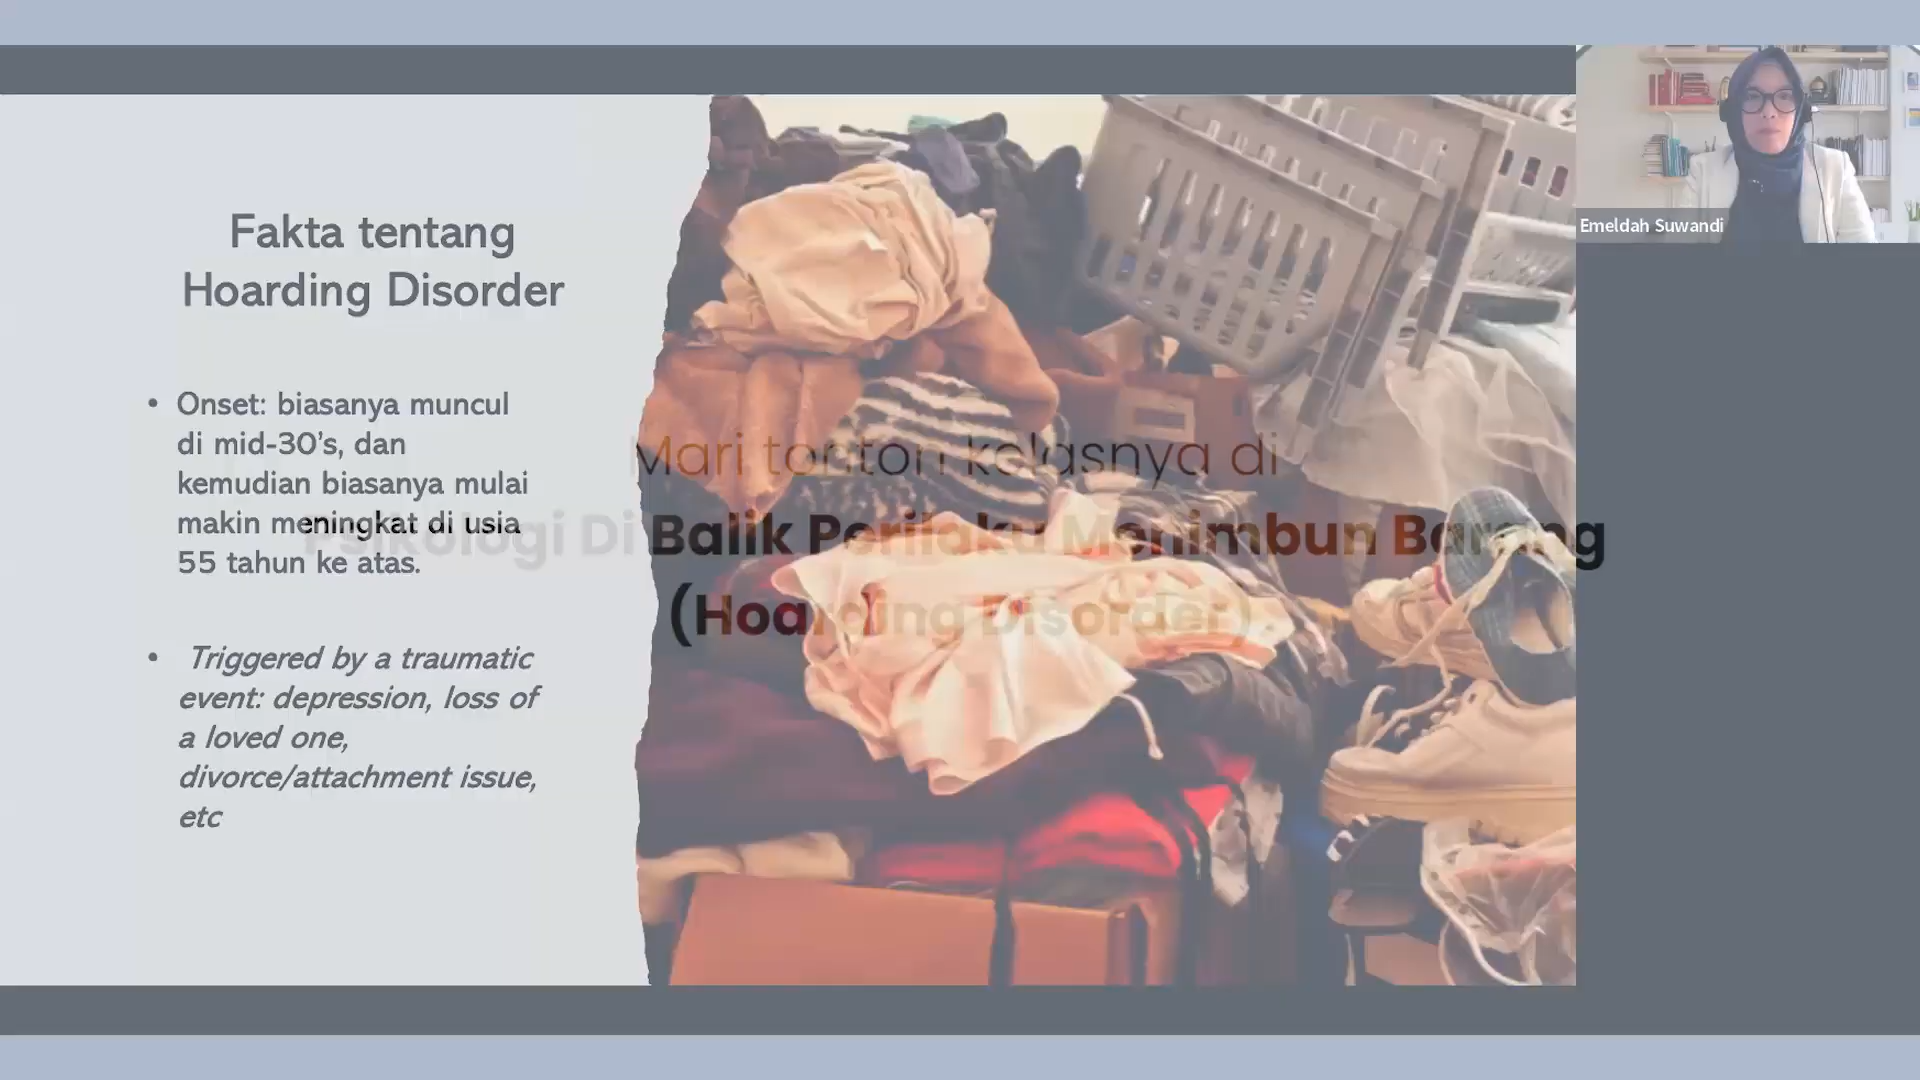 Fakta tentang
Hoarding Disorder
• Onset: biasanya muncul
di mid-30's, dan
kemudian biasanya mulai
makin meningkat di usia
55 tahun ke atas.
• Triggered by a traumatic
event: depression, loss of
a loved one,
divorce/attachment issue,
etc
Mari tonton kelasnya di
Psikologi Di Balik Perilaku Menimbun Barang
(Hoarding Disorder)
Emeldah Suwandi